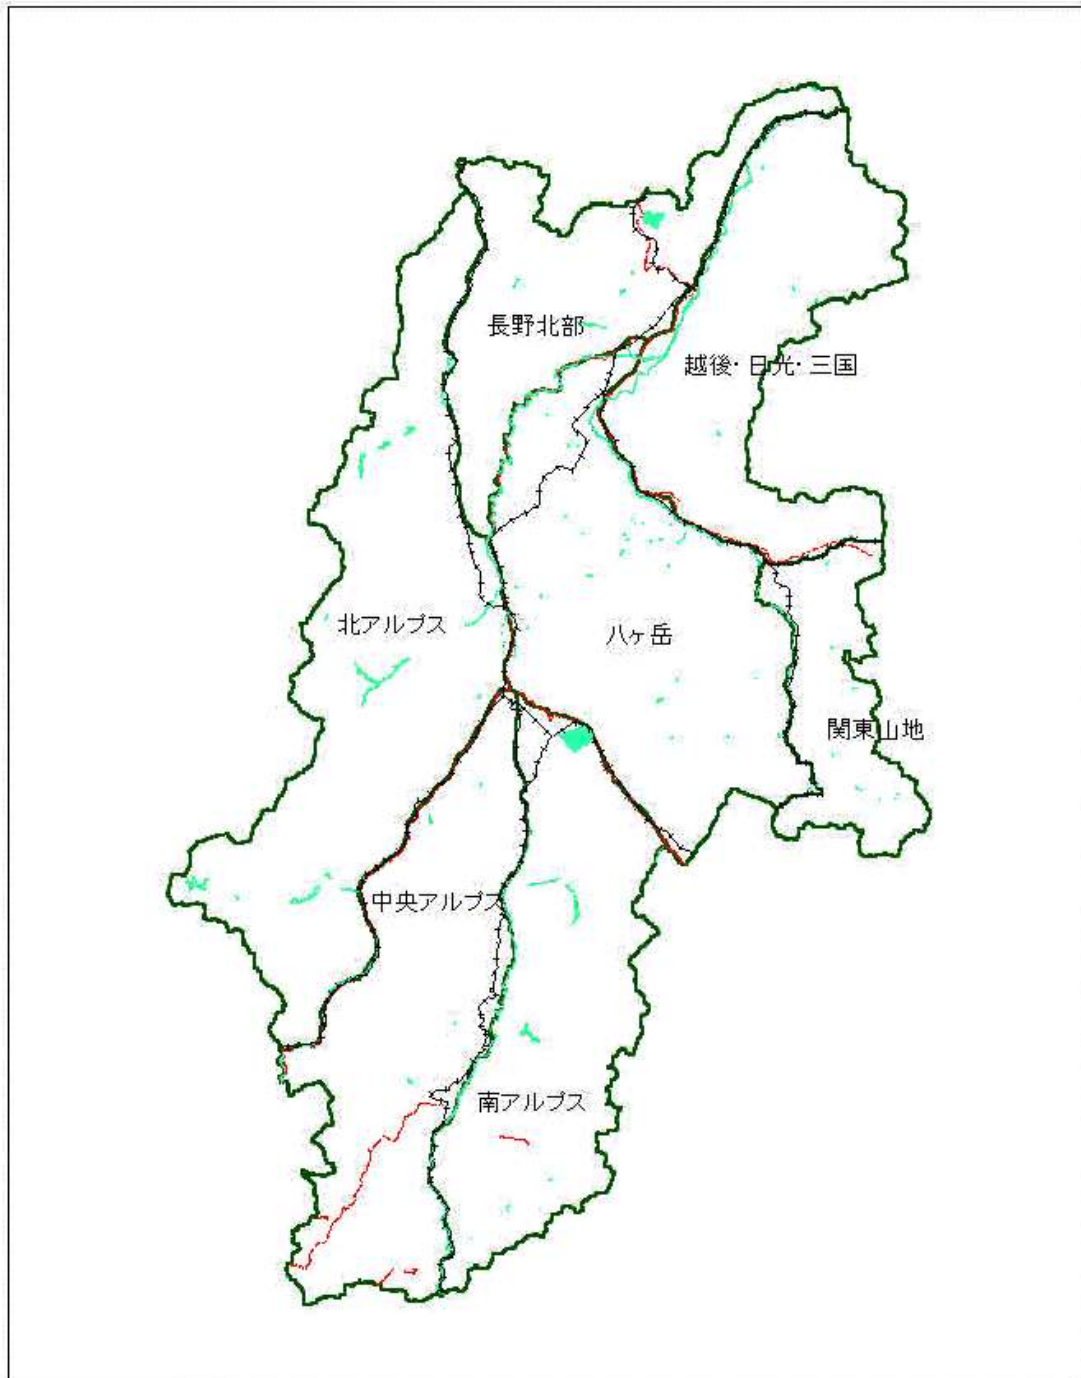 長野北部
越後･日光･三国
北アルプス
八ヶ岳
関東山地
中央アルプス
南アルプス